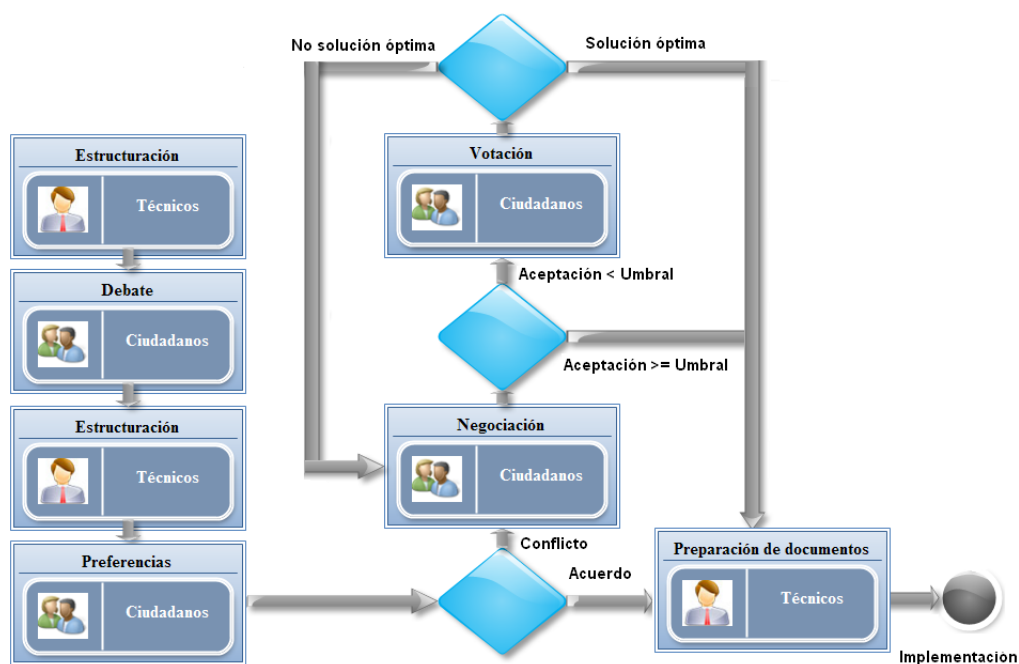 No solución óptima
Solución óptima
Estructuración
Técnicos
Debate
Ciudadanos
Estructuración
Técnicos
Preferencias
Ciudadanos
Votación
Ciudadanos
Aceptación < Umbral
Aceptación >= Umbral
Negociación
Ciudadanos
Conflicto
Acuerdo
Preparación de documentos
Técnicos
Implementación